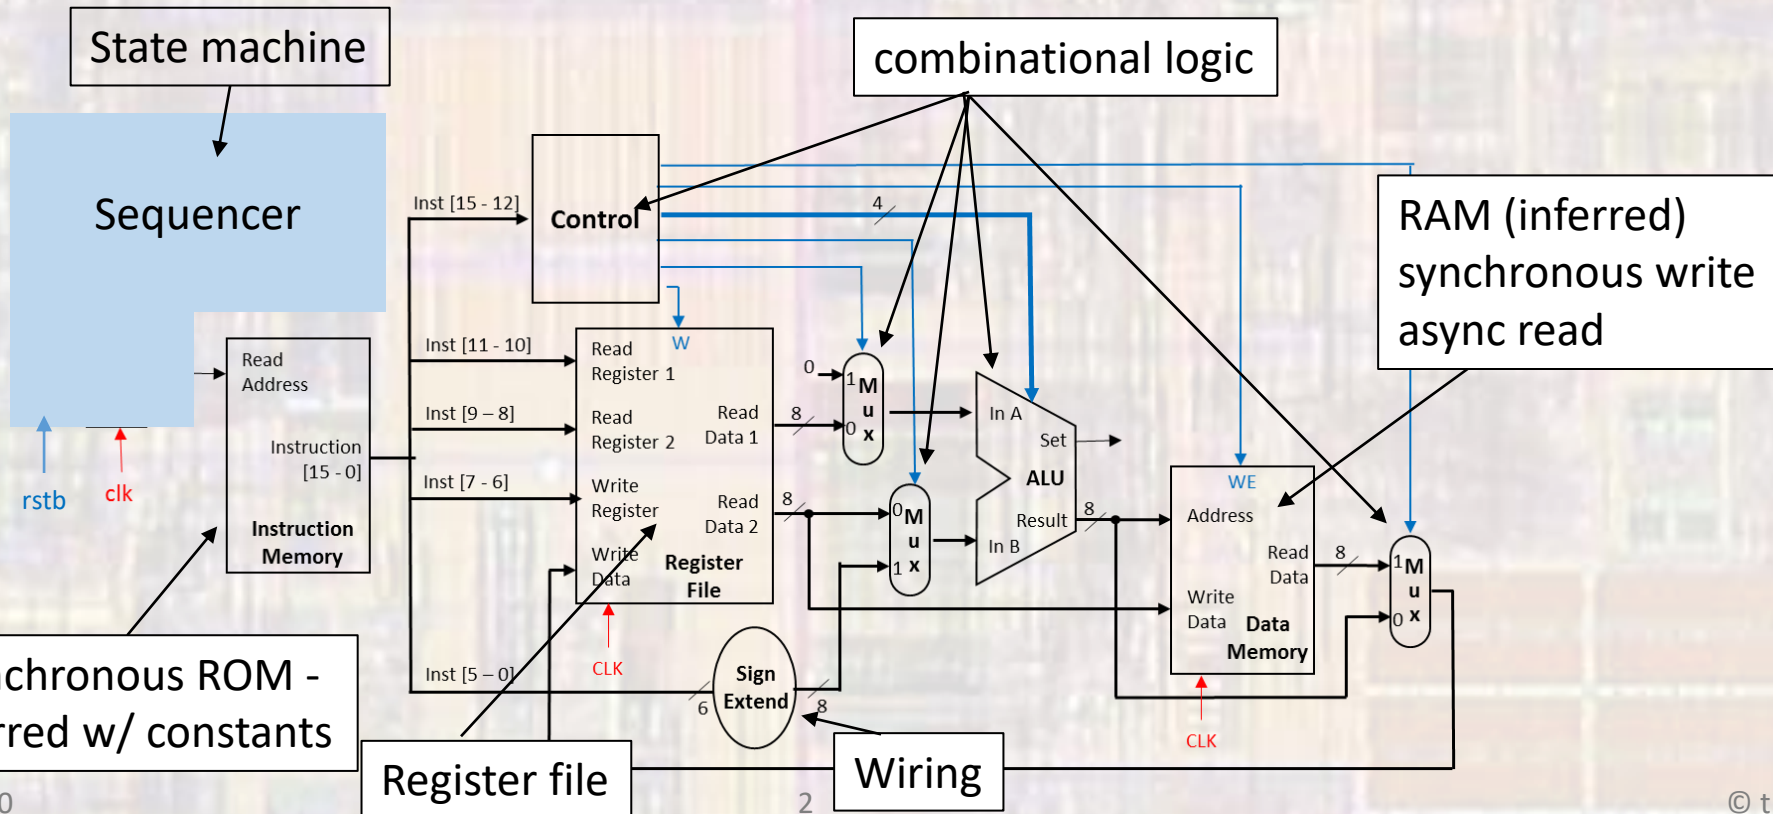 State machine
combinational logic
Sequencer
RAM (inferred)
synchronous write
async read
Inst [15 - 12]
Control
4
Inst [11 - 10]
Read
Register 1
W
Inst [9 – 8]
Read
Register 2
Read
Data 1
8
Inst [7 - 6]
Write
Register
Read
Data 2
8
Write
Data
Register
File
CLK
Read
Address
Instruction
[15 - 0]
Instruction
Memory
rstb
clk
0
1
0
M
u
x
0
1
M
u
x
In A
Set
ALU
Result
In B
8
WE
Address
Read
Data
8
Write
Data
Data
Memory
CLK
1
0
M
u
x
Inst [5 – 0]
6
Sign
Extend
8
nchronous ROM -
rred w/ constants
Register file
Wiring
0
2
© t